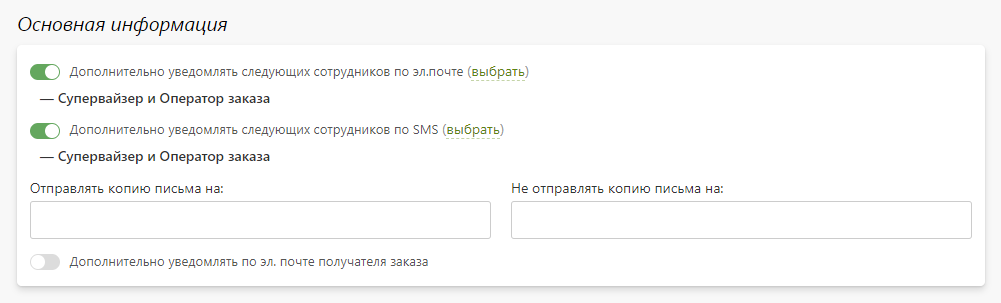 Основная информация
Дополнительно уведомлять следующих сотрудников по эл.почте (выбрать)
— Супервайзер и Оператор заказа
Дополнительно уведомлять следующих сотрудников по SMS (выбрать)
— Супервайзер и Оператор заказа
Отправлять копию письма на: Не отправлять копию письма на:
Дополнительно уведомлять по эл. почте получателя заказа